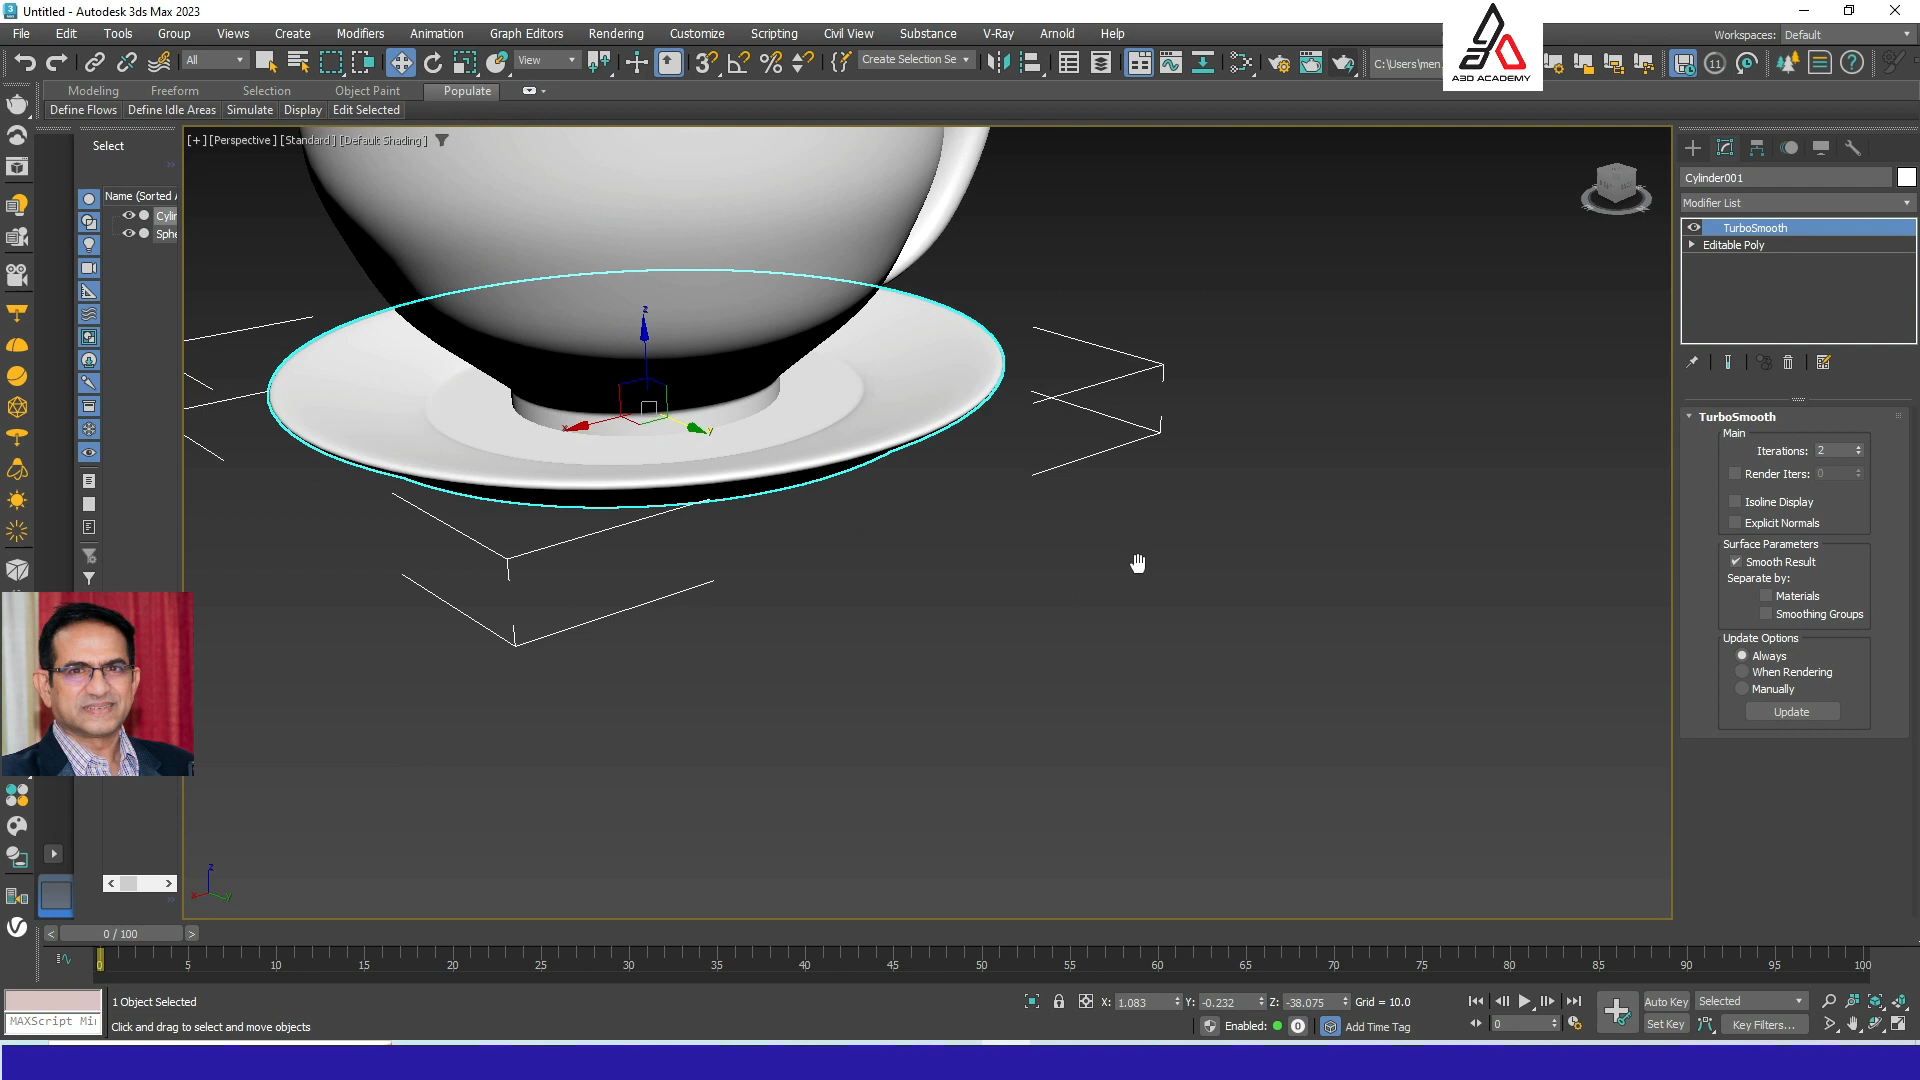 Untitled - Autodesk 3ds Max 2023
File Edit Tools Group Views Create Modifiers Animation Graph Editors Rendering Customize Scripting Civil View Substance V-Ray Arnold Help
Workspaces: Default
All View Create Selection Se C:\Users\men
A3D ACADEMY
Modeling Freeform Selection Object Paint Populate
Define Flows Define Idle Areas Simulate Display Edit Selected
Select
[+] [Perspective ] [Standard ] [Default Shading ]
Name (Sorted A
Cylin
Sphe
Cylinder001
Modifier List
TurboSmooth
Editable Poly
z
x
y
TurboSmooth
Main
Iterations: 2
Render Iters: 0
Isoline Display
Explicit Normals
Surface Parameters
Smooth Result
Separate by:
Materials
Smoothing Groups
Update Options
Always
When Rendering
Manually
Update
z
x
y
< 0 / 100 >
0 5 10 15 20 25 30 35 40 45 50 55 60 65 70 75 80 85 90 95 100
1 Object Selected
X: 1.083 Y: -0.232 Z: -38.075 Grid = 10.0
Auto Key Selected
MAXScript Mi
Click and drag to select and move objects
Enabled: 0 Add Time Tag
0
Set Key Key Filters...